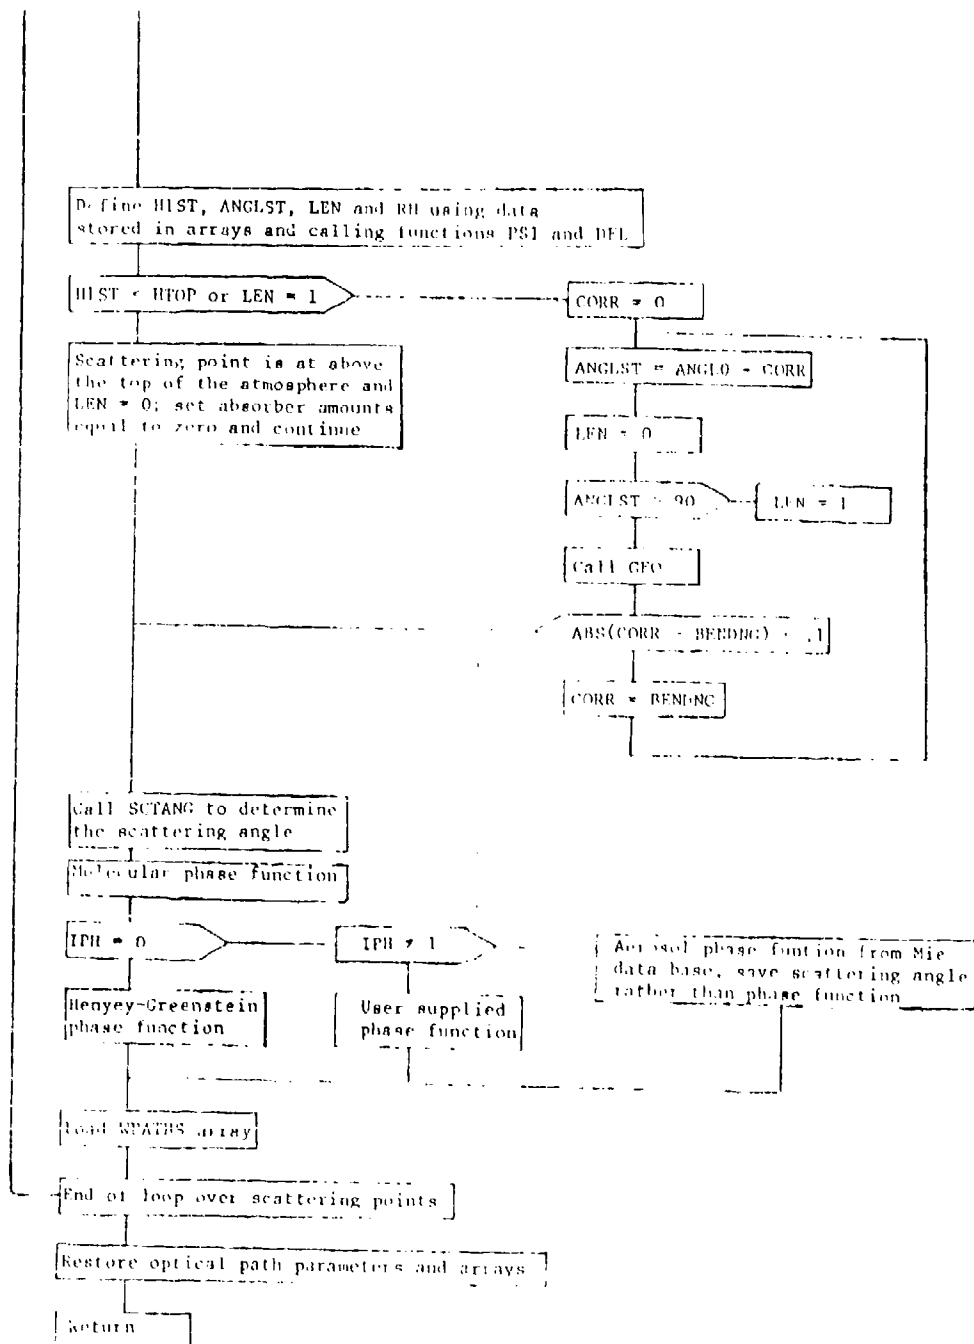 Define HIST, ANGLST, LEN and RH using data
stored in arrays and calling functions PSI and DEL
HIST < HTOP or LEN = 1
CORR = 0
Scattering point is at above
the top of the atmosphere and
LEN = 0; set absorber amounts
equal to zero and continue
ANGLST = ANGL0 - CORR
LEN = 0
ANGLST > 90
LEN = 1
Call GEO
ABS(CORR - BENDNG) < .1
CORR = BENDNG
Call SCTANG to determine
the scattering angle
Molecular phase function
IPH = 0
IPH ≠ 1
Aerosol phase funtion from Mie
data base, save scattering angle
rather than phase function
Henyey-Greenstein
phase function
User supplied
phase function
Load WPATHS array
End of loop over scattering points
Restore optical path parameters and arrays
Return